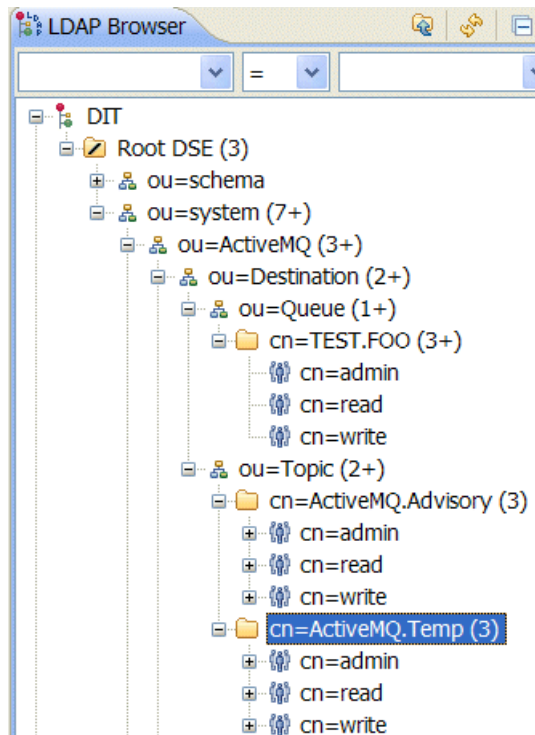 LDAP Browser
=
DIT
Root DSE (3)
ou=schema
ou=system (7+)
ou=ActiveMQ (3+)
ou=Destination (2+)
ou=Queue (1+)
cn=TEST.FOO (3+)
cn=admin
cn=read
cn=write
ou=Topic (2+)
cn=ActiveMQ.Advisory (3)
cn=admin
cn=read
cn=write
cn=ActiveMQ.Temp (3)
cn=admin
cn=read
cn=write